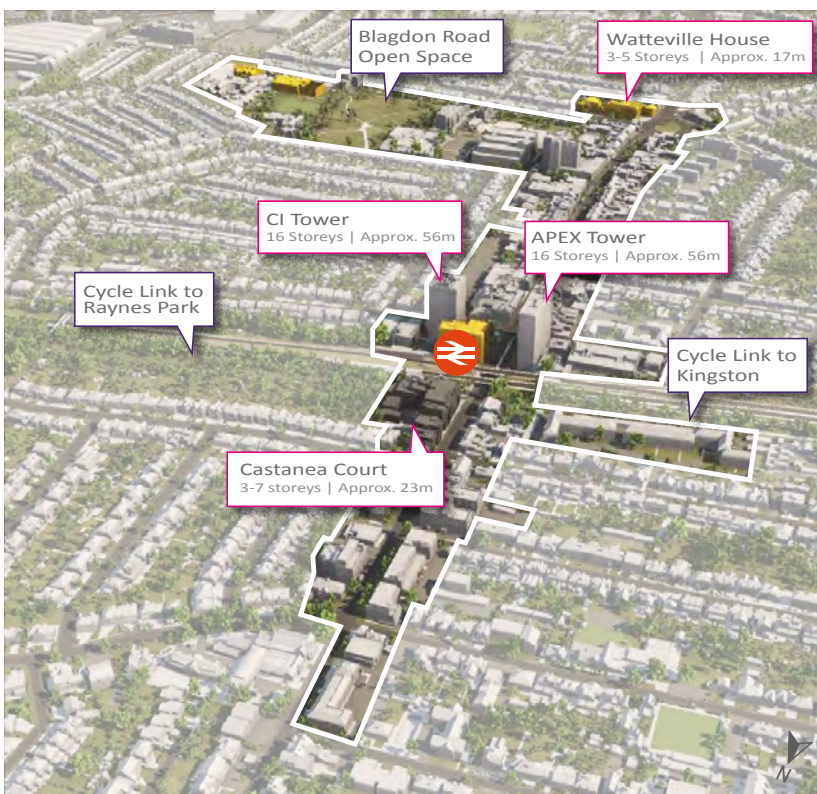 Blagdon Road
Open Space
Watteville House
3-5 Storeys | Approx. 17m
CI Tower
16 Storeys | Approx. 56m
APEX Tower
16 Storeys | Approx. 56m
Cycle Link to
Raynes Park
Cycle Link to
Kingston
Castanea Court
3-7 storeys | Approx. 23m
N